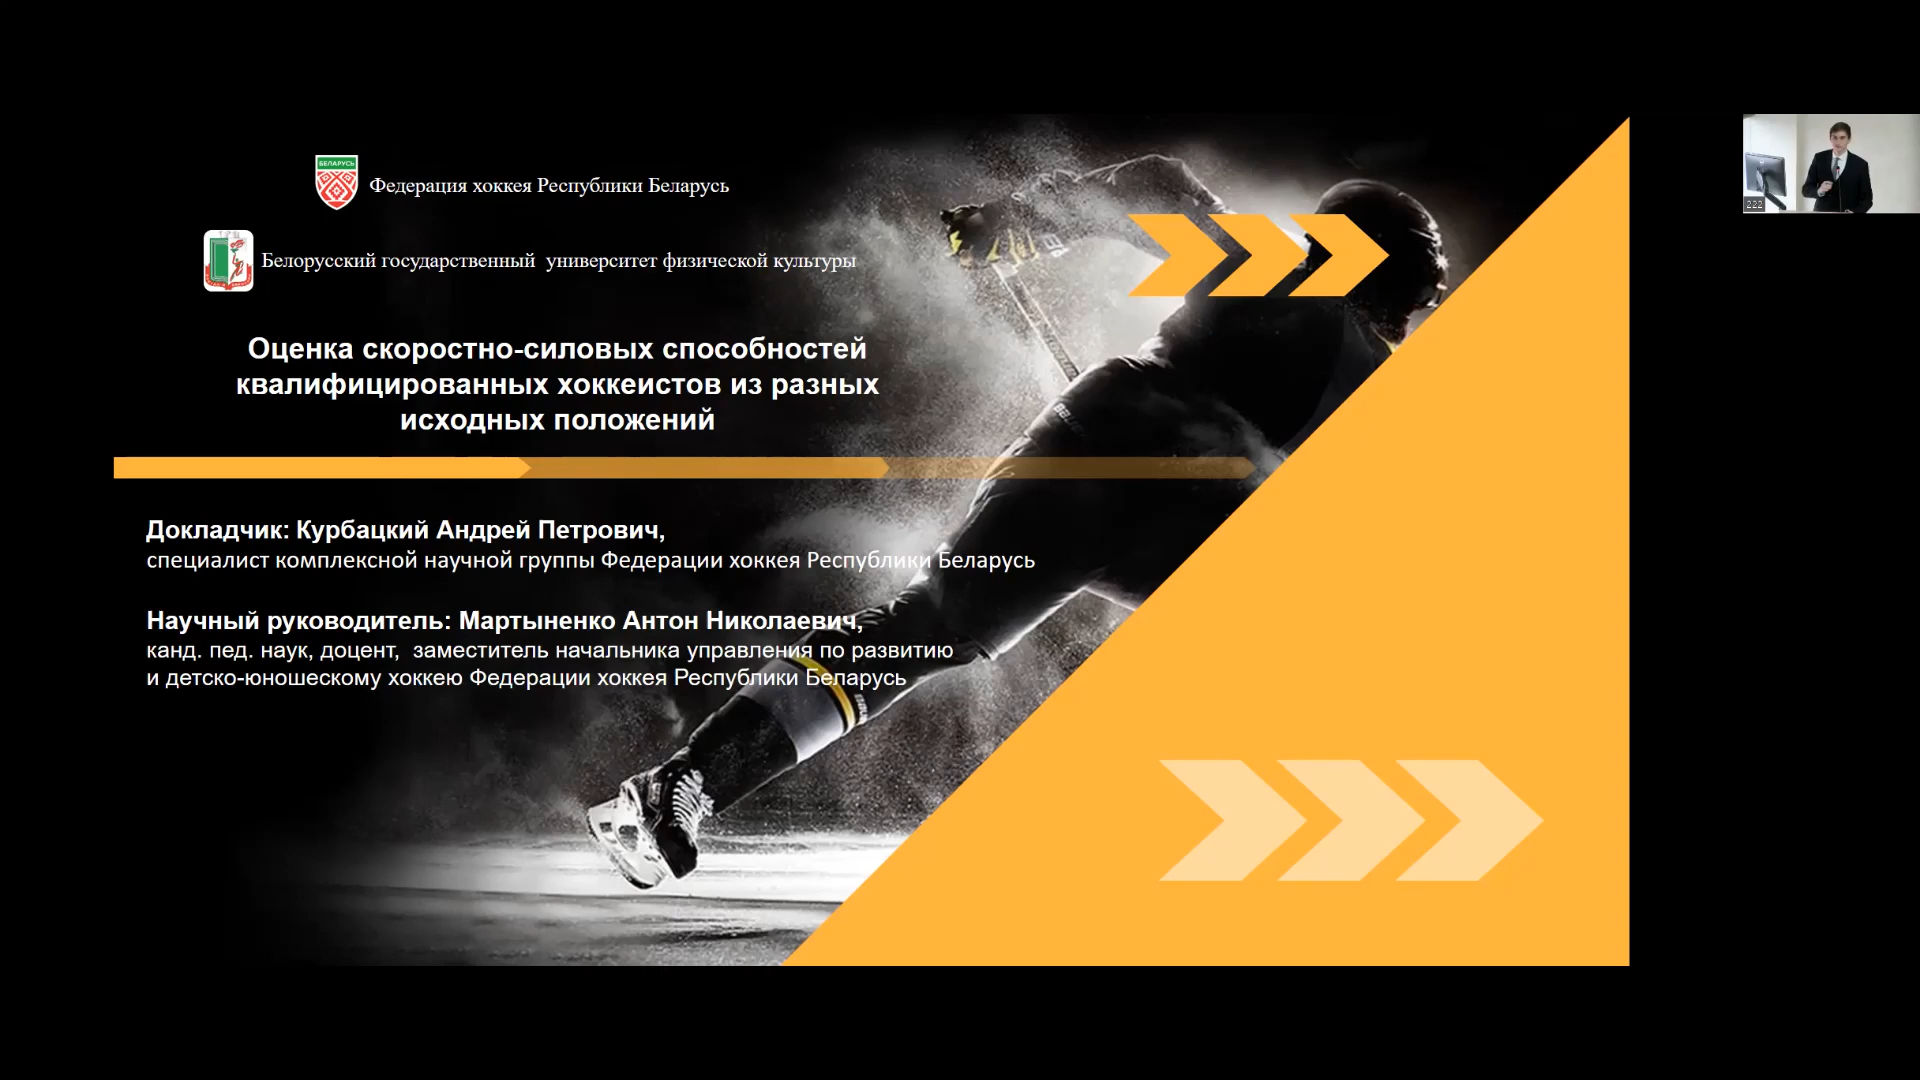 БЕЛАРУСЬ
Федерация хоккея Республики Беларусь
Белорусский государственный университет физической культуры
Оценка скоростно-силовых способностей
квалифицированных хоккеистов из разных
исходных положений
Докладчик: Курбацкий Андрей Петрович,
специалист комплексной научной группы Федерации хоккея Республики Беларусь
Научный руководитель: Мартыненко Антон Николаевич,
канд. пед. наук, доцент, заместитель начальника управления по развитию
и детско-юношескому хоккею Федерации хоккея Республики Беларусь
222